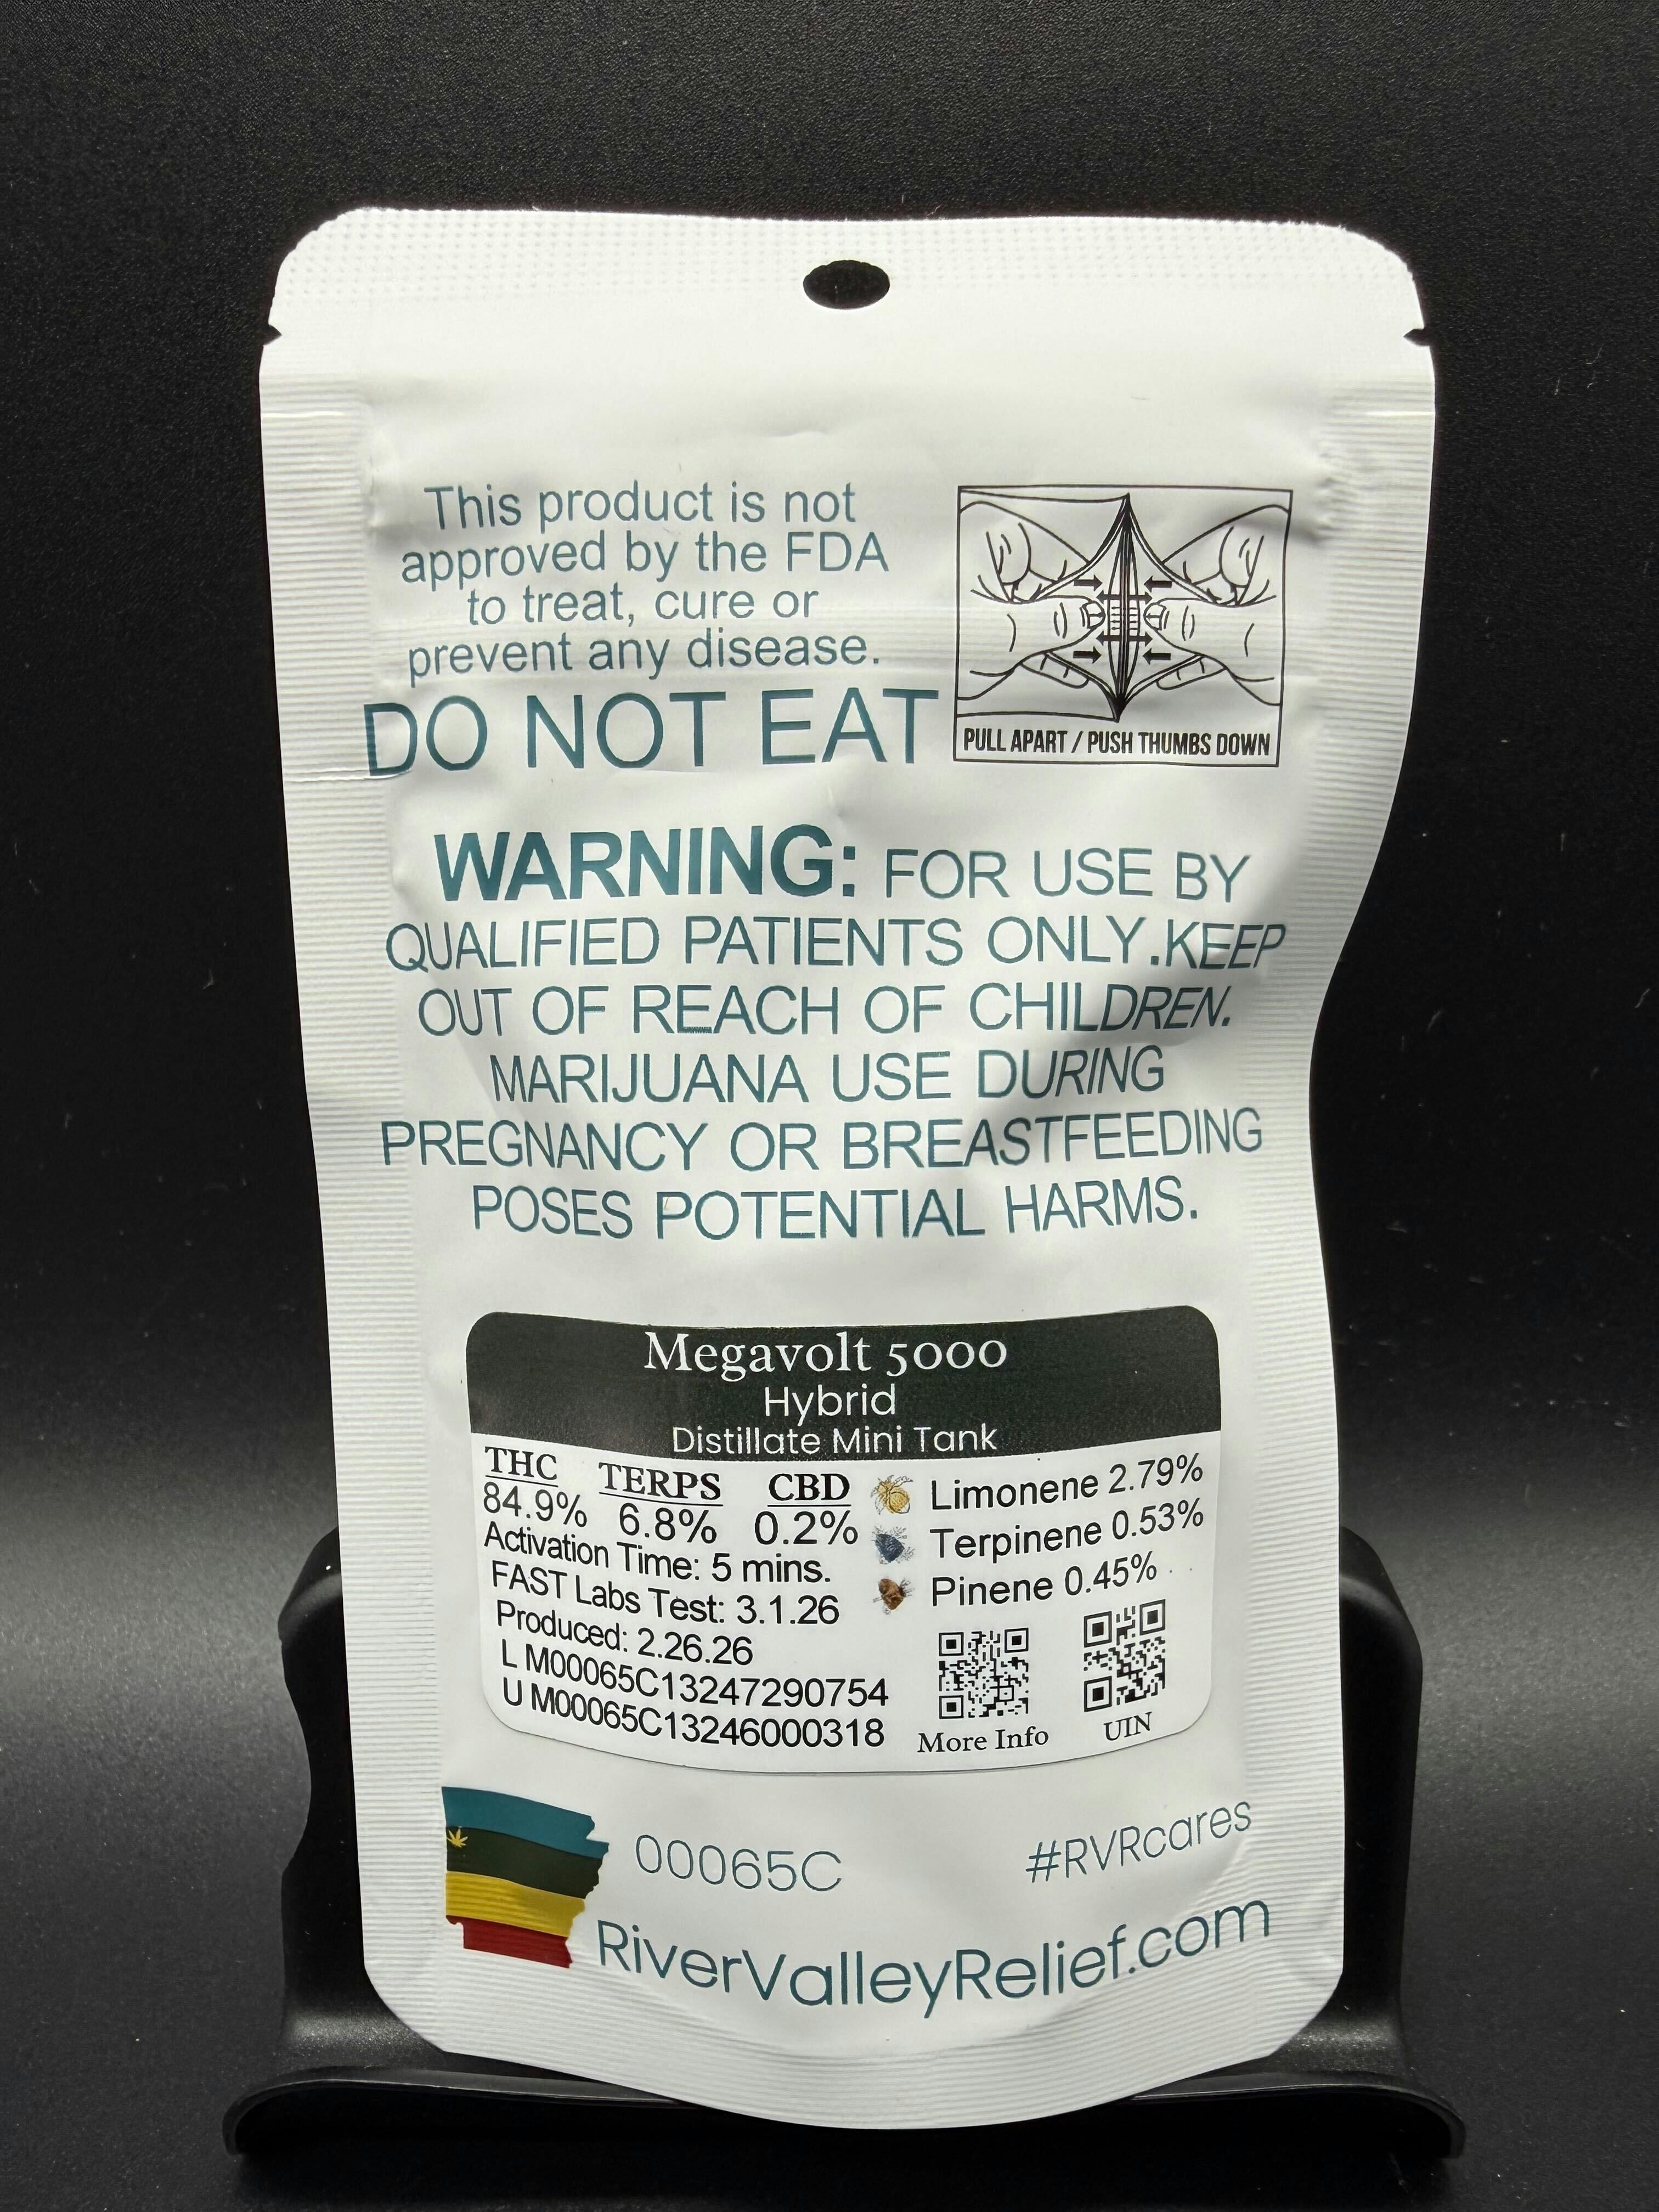 This product is not
approved by the FDA
to treat, cure or
prevent any disease.
DO NOT EAT
PULL APART / PUSH THUMBS DOWN
WARNING: FOR USE BY
QUALIFIED PATIENTS ONLY.KEEP
OUT OF REACH OF CHILDREN.
MARIJUANA USE DURING
PREGNANCY OR BREASTFEEDING
POSES POTENTIAL HARMS.
Megavolt 5000
Hybrid
Distillate Mini Tank
THC TERPS CBD
84.9% 6.8% 0.2%
Activation Time: 5 mins.
FAST Labs Test: 3.1.26
Produced: 2.26.26
L M00065C13247290754
U M00065C13246000318
Limonene 2.79%
Terpinene 0.53%
Pinene 0.45%
More Info
UIN
00065C
#RVRcares
RiverValleyRelief.com